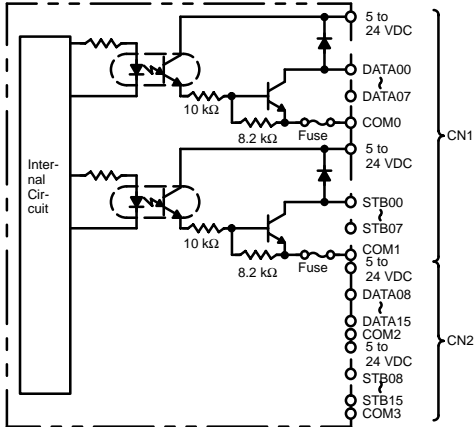 5 to
24 VDC
DATA00
~
DATA07
10 kΩ
8.2 kΩ
Fuse
COM0
CN1
5 to
24 VDC
Inter-
nal
Cir-
cuit
STB00
~
STB07
10 kΩ
8.2 kΩ
Fuse
COM1
5 to
24 VDC
DATA08
~
DATA15
COM2
CN2
5 to
24 VDC
STB08
~
STB15
COM3